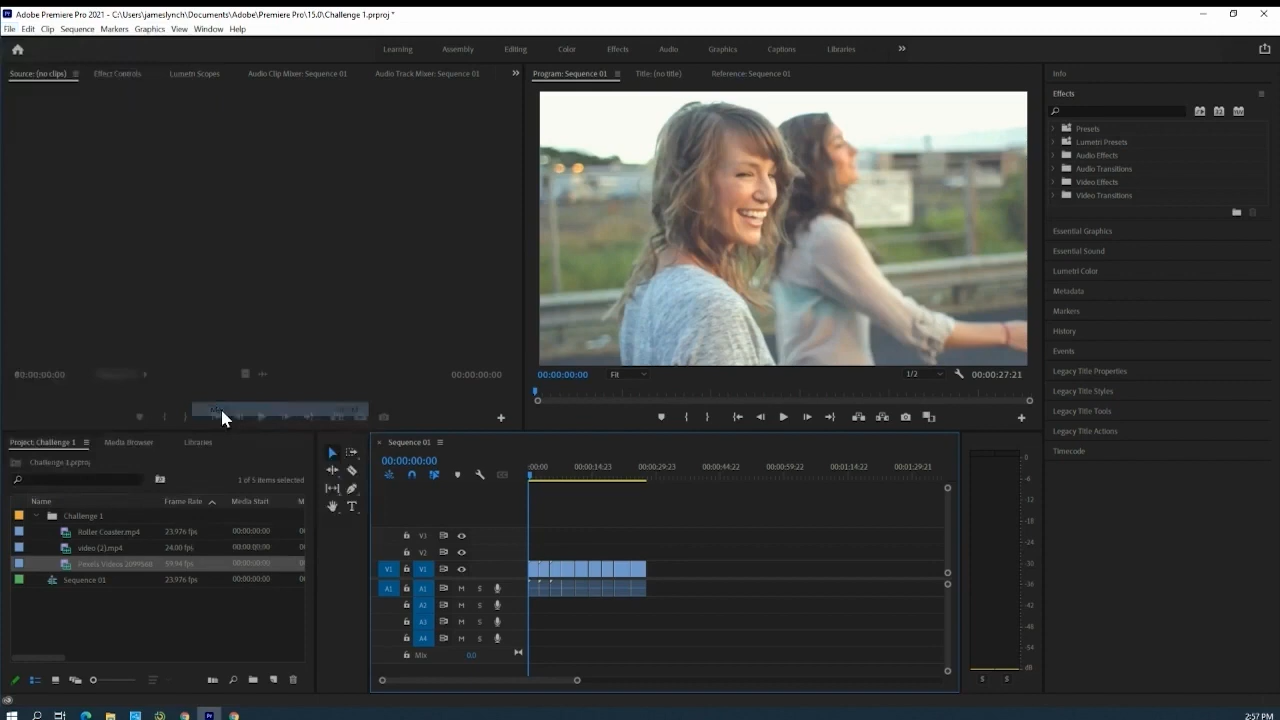 Adobe Premiere Pro 2021 - C:\Users\jameslynch\Documents\Adobe\Premiere Pro\15.0\Challenge 1.prproj *
File Edit Clip Sequence Markers Graphics View Window Help
Learning Assembly Editing Color Effects Audio Graphics Captions Libraries
Source: (no clips) Effect Controls Lumetri Scopes Audio Clip Mixer: Sequence 01 Audio Track Mixer: Sequence 01
Program: Sequence 01 Title: (no title) Reference: Sequence 01
Info
Effects
Presets
Lumetri Presets
Audio Effects
Audio Transitions
Video Effects
Video Transitions
Essential Graphics
Essential Sound
Lumetri Color
Metadata
Markers
History
Events
Legacy Title Properties
Legacy Title Styles
Legacy Title Tools
Legacy Title Actions
Timecode
00:00:00:00 00:00:00:00
00:00:00:00 Fit 1/2 00:00:27:21
Project: Challenge 1 Media Browser Libraries
Challenge 1.prproj
1 of 5 items selected
Name Frame Rate Media Start
Challenge 1
Roller Coaster.mp4 23.976 fps 00:00:00:00
video (2).mp4 24.00 fps 00:00:00:00
Pexels Videos 2099568 59.94 fps 00:00:00:00
Sequence 01 23.976 fps
Sequence 01
00:00:00:00
:00:00 00:00:14:23 00:00:29:23 00:00:44:22 00:00:59:22 00:01:14:22 00:01:29:21
V3
V2
V1 V1
A1 A1 M S
A2 M S
A3 M S
A4 M S
Mix 0.0
0
-6
-12
-18
-24
-30
-36
-42
-48
-54
dB
S S
2:57 PM